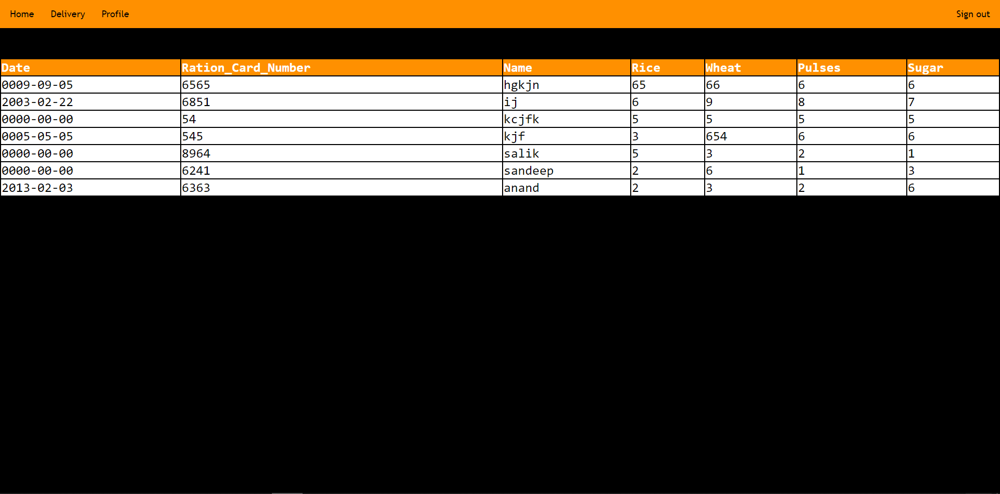 Home Delivery Profile Sign out
Date Ration_Card_Number Name Rice Wheat Pulses Sugar
0009-09-05 6565 hgkjn 65 66 6 6
2003-02-22 6851 ij 6 9 8 7
0000-00-00 54 kcjfk 5 5 5 5
0005-05-05 545 kjf 3 654 6 6
0000-00-00 8964 salik 5 3 2 1
0000-00-00 6241 sandeep 2 6 1 3
2013-02-03 6363 anand 2 3 2 6